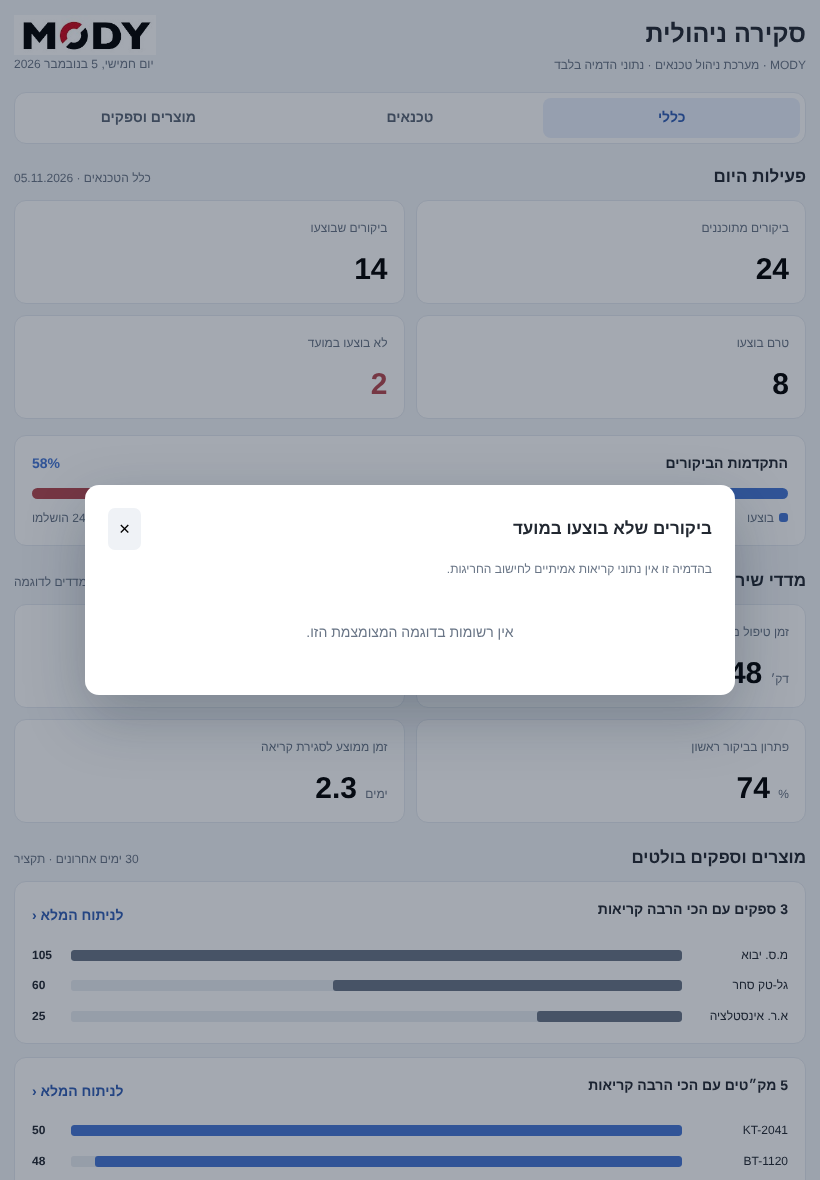 סקירה ניהולית
MODY
MODY · מערכת ניהול טכנאים · נתוני הדמיה בלבד
יום חמישי, 5 בנובמבר 2026
כללי
טכנאים
מוצרים וספקים
פעילות היום
כלל הטכנאים · 05.11.2026
ביקורים מתוכננים
24
ביקורים שבוצעו
14
טרם בוצעו
8
לא בוצעו במועד
2
התקדמות הביקורים
58%
בוצעו
24 הושלמו
ביקורים שלא בוצעו במועד
×
בהדמיה זו אין נתוני קריאות אמיתיים לחישוב החריגות.
אין רשומות בדוגמה המצומצמת הזו.
מדדי
מדדים לדוגמה
זמן טיפול
48 דק׳
פתרון בביקור ראשון
74 %
זמן ממוצע לסגירת קריאה
2.3 ימים
מוצרים וספקים בולטים
30 ימים אחרונים · תקציר
3 ספקים עם הכי הרבה קריאות
לניתוח המלא ‹
מ.ס. יבוא
105
גל-טק סחר
60
א.ר. אינסטלציה
25
5 מק״טים עם הכי הרבה קריאות
לניתוח המלא ‹
KT-2041
50
BT-1120
48